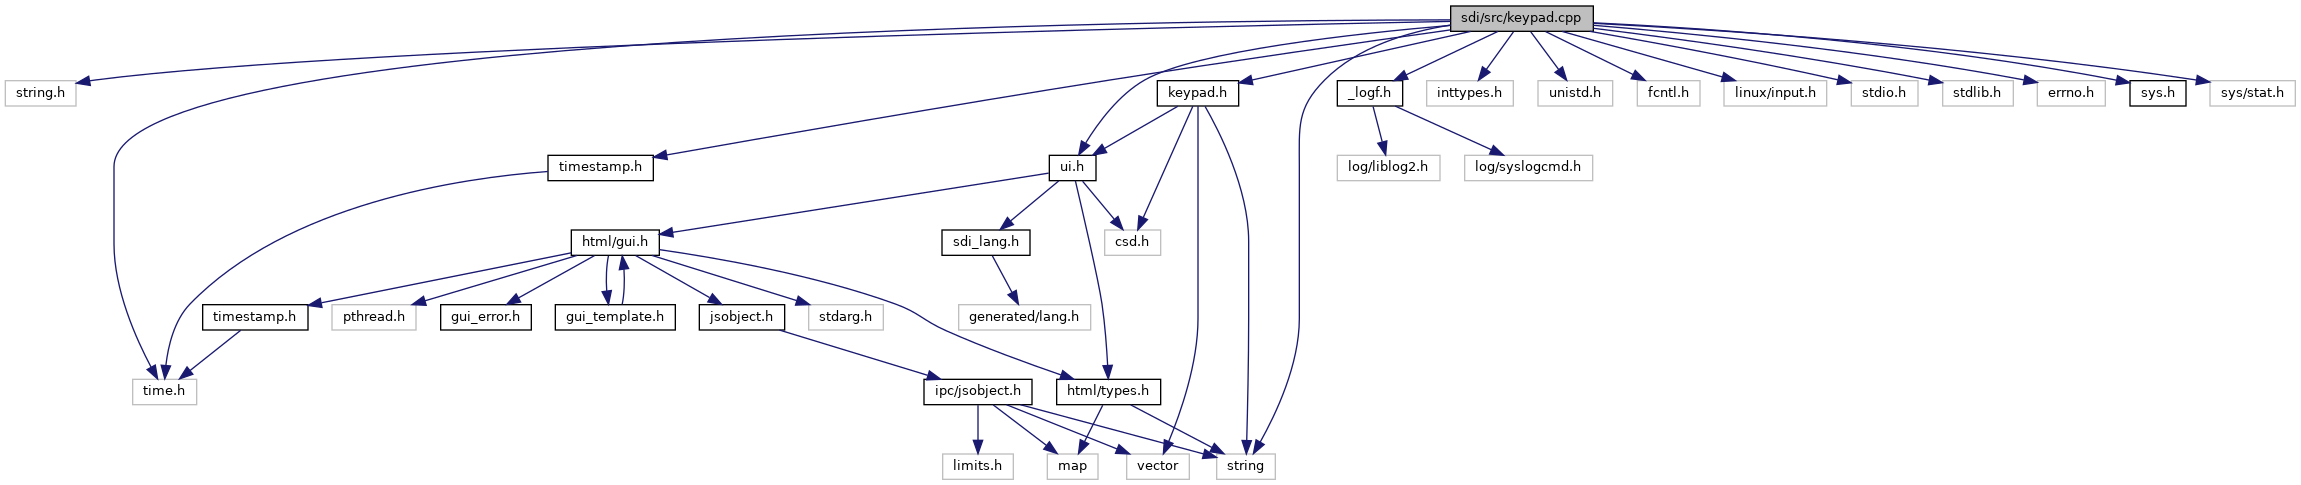 sdi/src/keypad.cpp
string.h
keypad.h
_logf.h
inttypes.h
unistd.h
fcntl.h
linux/input.h
stdio.h
stdlib.h
errno.h
sys.h
sys/stat.h
timestamp.h
ui.h
log/liblog2.h
log/syslogcmd.h
html/gui.h
sdi_lang.h
csd.h
timestamp.h
pthread.h
gui_error.h
gui_template.h
jsobject.h
stdarg.h
generated/lang.h
time.h
ipc/jsobject.h
html/types.h
limits.h
map
vector
string